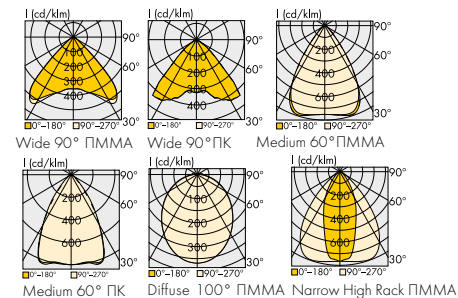 I (cd/klm) I (cd/klm) I (cd/klm)
90° 90° 90°
100 100
200 200 200
60° 60° 60°
300 300 400
400 400 600
30° 30° 30°
0°–180° 90°–270° 0°–180° 90°–270° 0°–180° 90°–270°
Wide 90° ПММА Wide 90°ПК Medium 60°ПММА
I (cd/klm) I (cd/klm) I (cd/klm)
90° 90° 90°
200 100 200
60° 60° 60°
400 200 400
600 300 600
30° 30° 30°
0°–180° 90°–270° 0°–180° 90°–270° 0°–180° 90°–270°
Medium 60° ПК Diffuse 100° ПММА Narrow High Rack ПММА